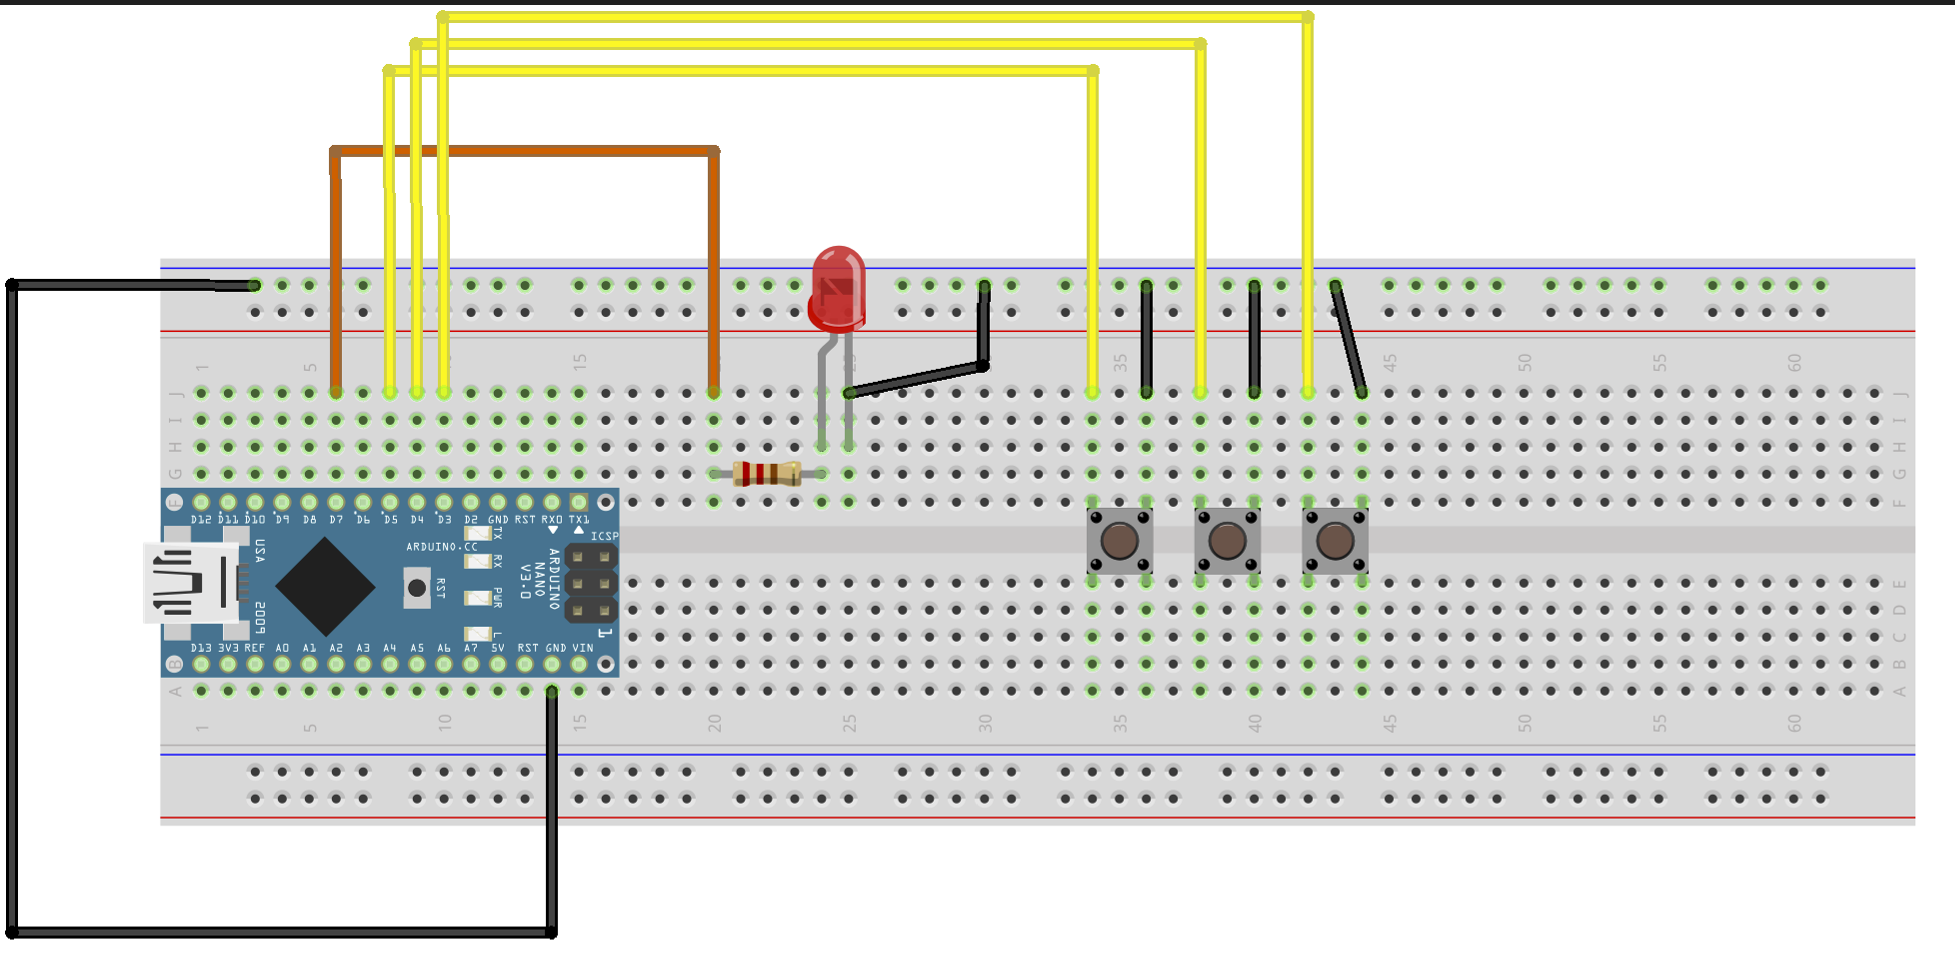 1 5 15 35 45 50 55 60
J J
I I
H H
G G
F F
D12 D11 D10 D9 D8 D7 D6 D5 D4 D3 D2 GND RST RX0 TX1
TX
ICSP
ARDUINO.CC
USA
RX
ARDUINO
NANO
V3.0
RST
PWR
2009
L
1
D13 3V3 REF A0 A1 A2 A3 A4 A5 A6 A7 5V RST GND VIN
E
D
C
B B
A A
1 5 10 15 20 25 30 35 40 45 50 55 60